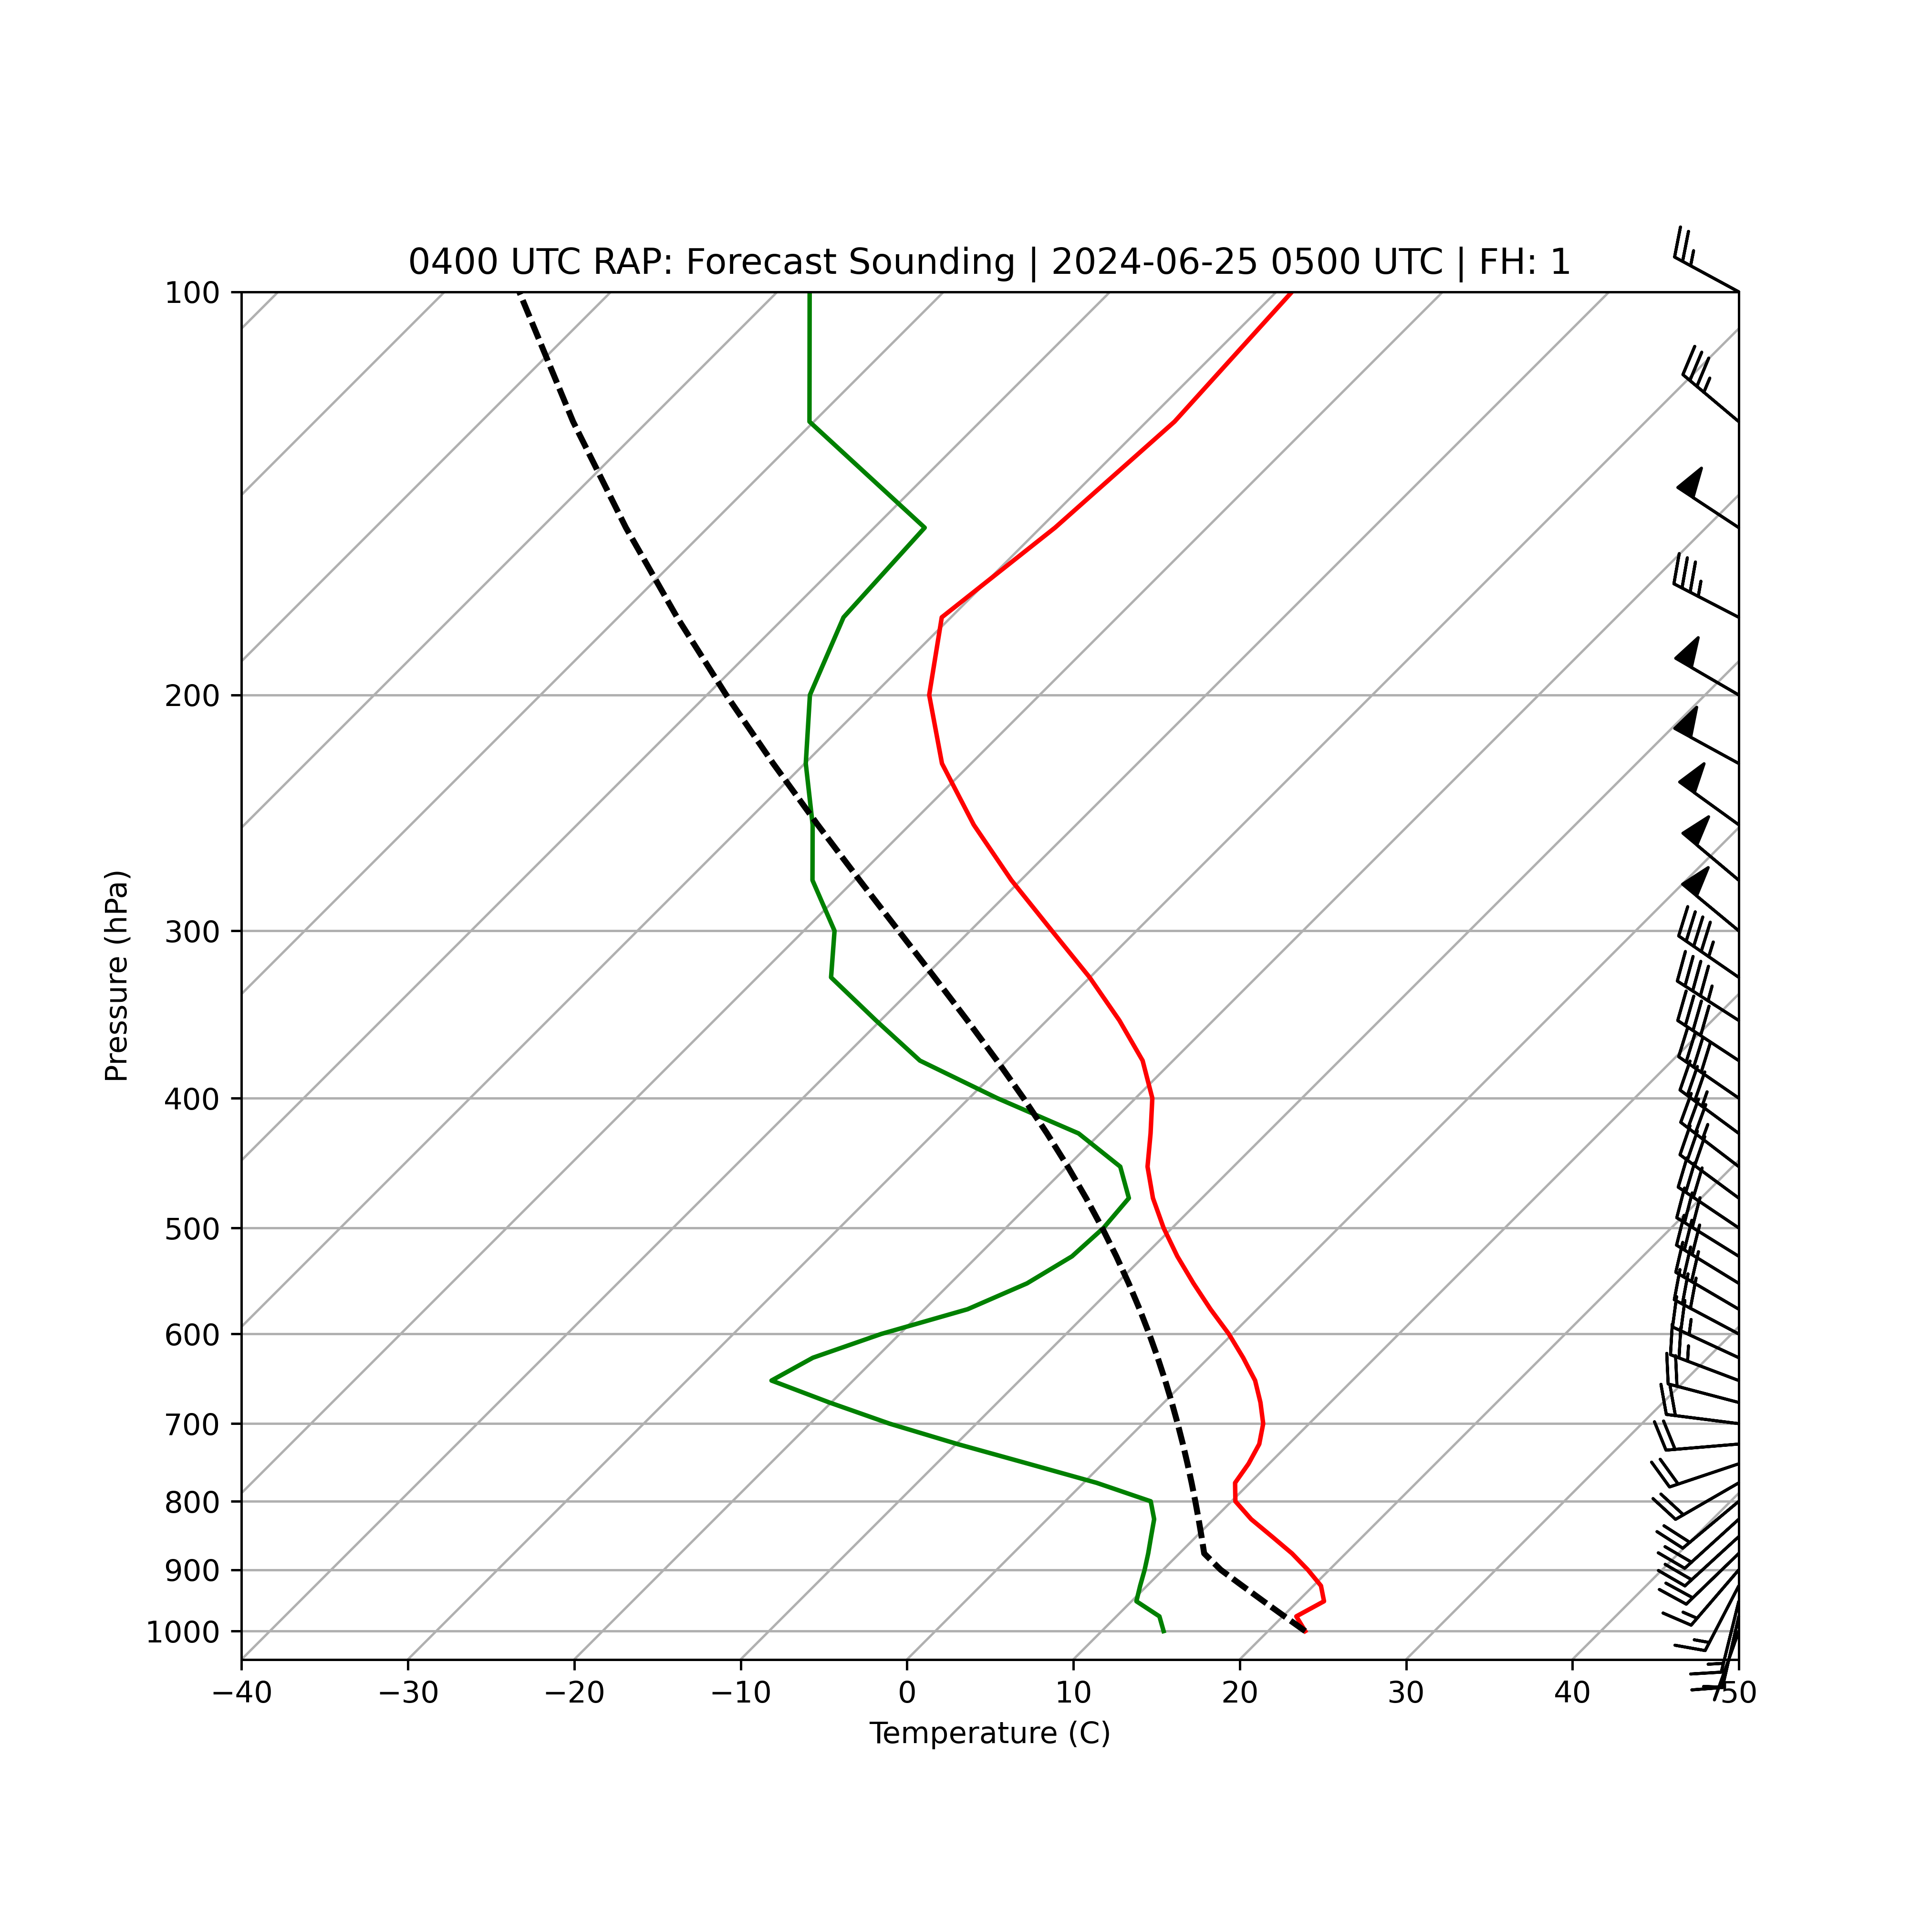 0400 UTC RAP: Forecast Sounding | 2024-06-25 0500 UTC | FH: 1
100
200
300
400
500
600
700
800
900
1000
Pressure (hPa)
−40 −30 −20 −10 0 10 20 30 40 50
Temperature (C)